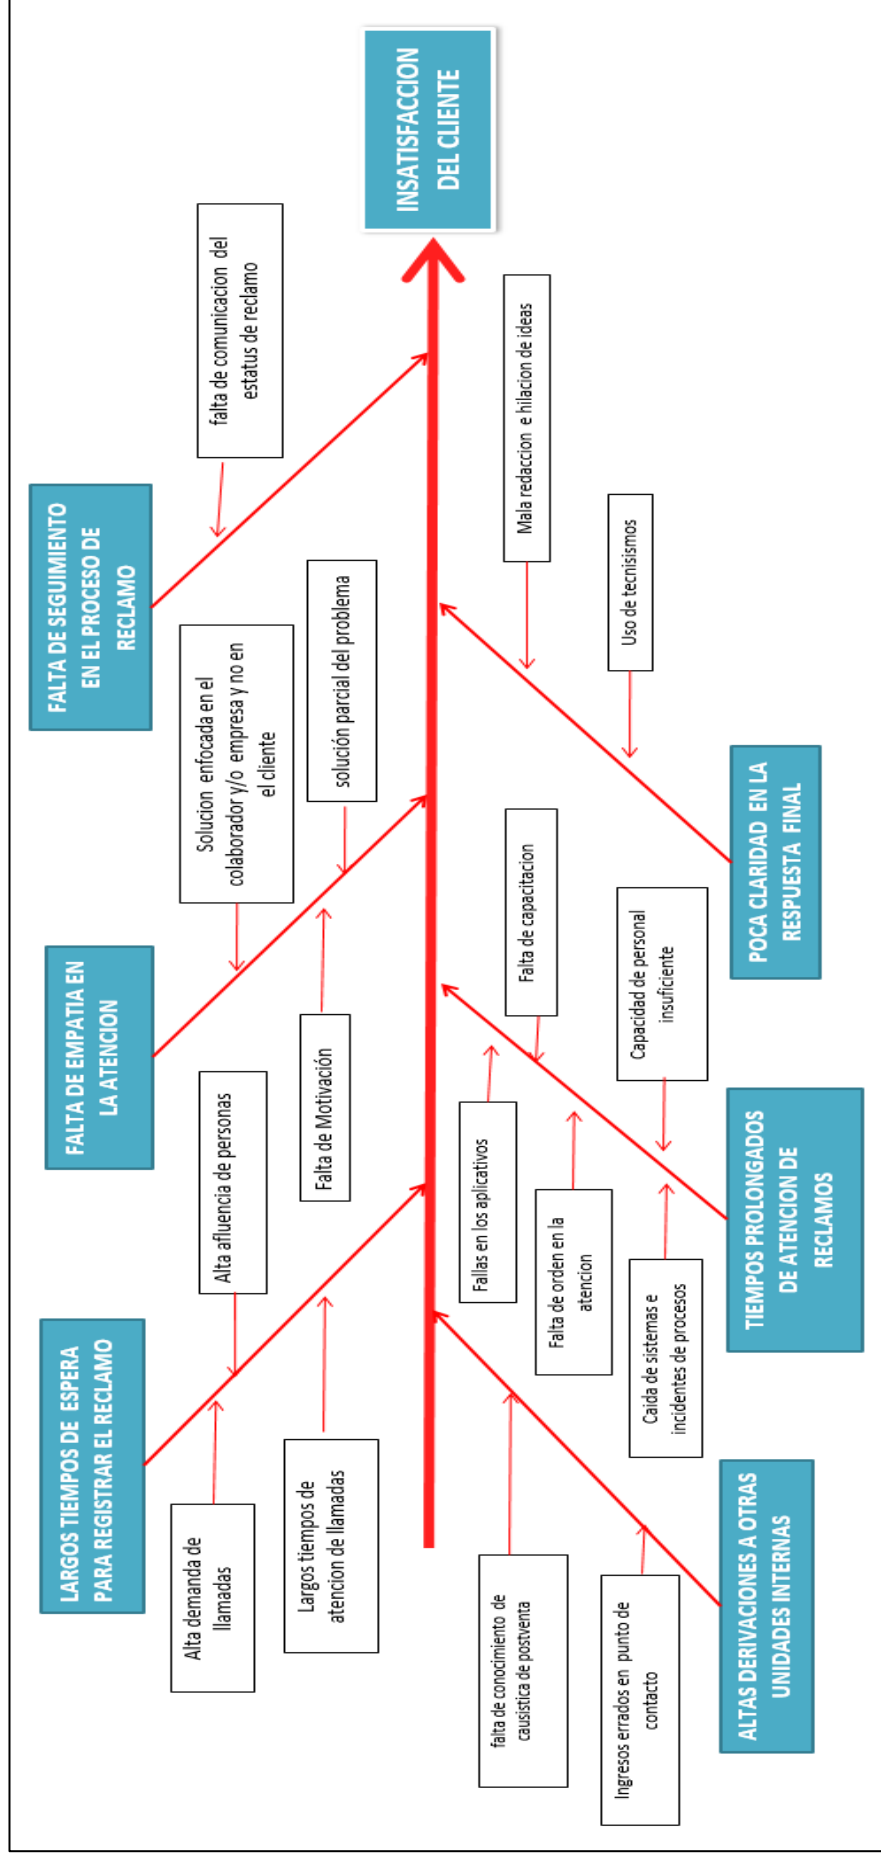 LARGOS TIEMPOS DE ESPERA
PARA REGISTRAR EL RECLAMO
Alta demanda de
llamadas
Alta afluencia de personas
Largos tiempos de
atencion de llamadas
FALTA DE EMPATIA EN
LA ATENCION
Solucion enfocada en el
colaborador y/o empresa y no en
el cliente
Falta de Motivación
solución parcial del problema
FALTA DE SEGUIMIENTO
EN EL PROCESO DE
RECLAMO
falta de comunicacion del
estatus de reclamo
INSATISFACCION
DEL CLIENTE
falta de conocimiento de
causistica de postventa
Ingresos errados en punto de
contacto
ALTAS DERIVACIONES A OTRAS
UNIDADES INTERNAS
Fallas en los aplicativos
Falta de capacitacion
Falta de orden en la
atencion
Capacidad de personal
insuficiente
Caida de sistemas e
incidentes de procesos
TIEMPOS PROLONGADOS
DE ATENCION DE
RECLAMOS
Mala redaccion e hilacion de ideas
Uso de tecnisismos
POCA CLARIDAD EN LA
RESPUESTA FINAL